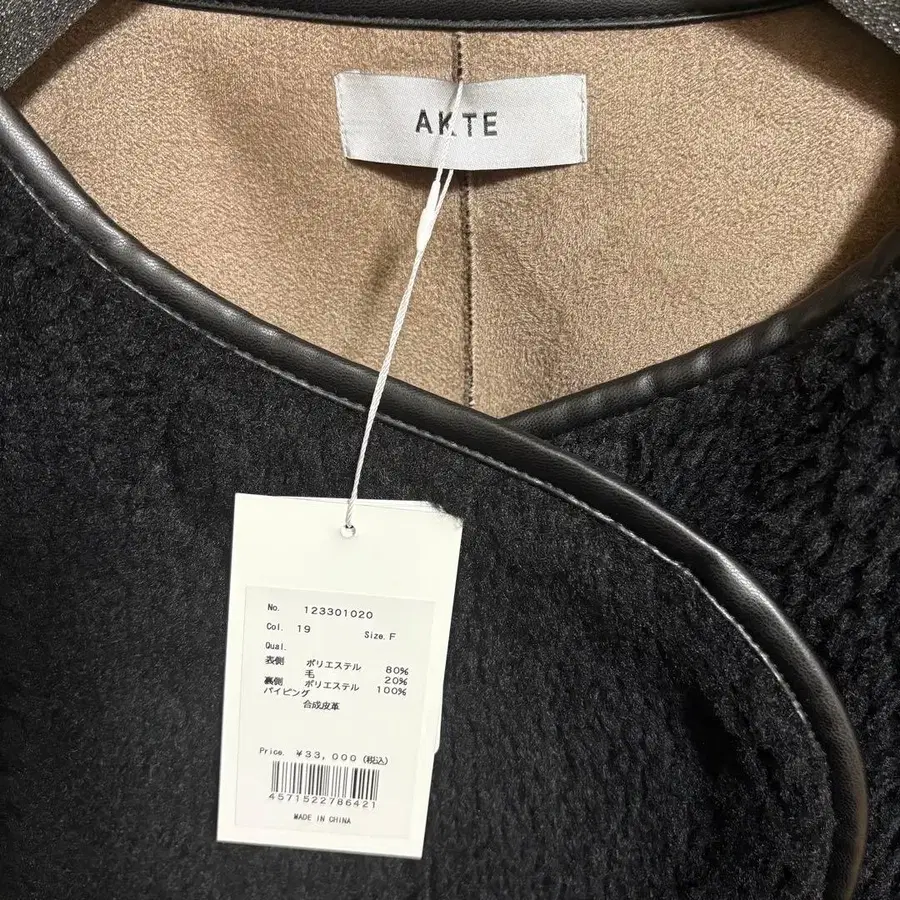 AKTE
No. 123301020
Col. 19 Size. F
Qual.
表側 ポリエステル 80%
毛 20%
裏側 ポリエステル 100%
パイピング
合成皮革
Price. ¥33,000 (税込)
4571522786421
MADE IN CHINA